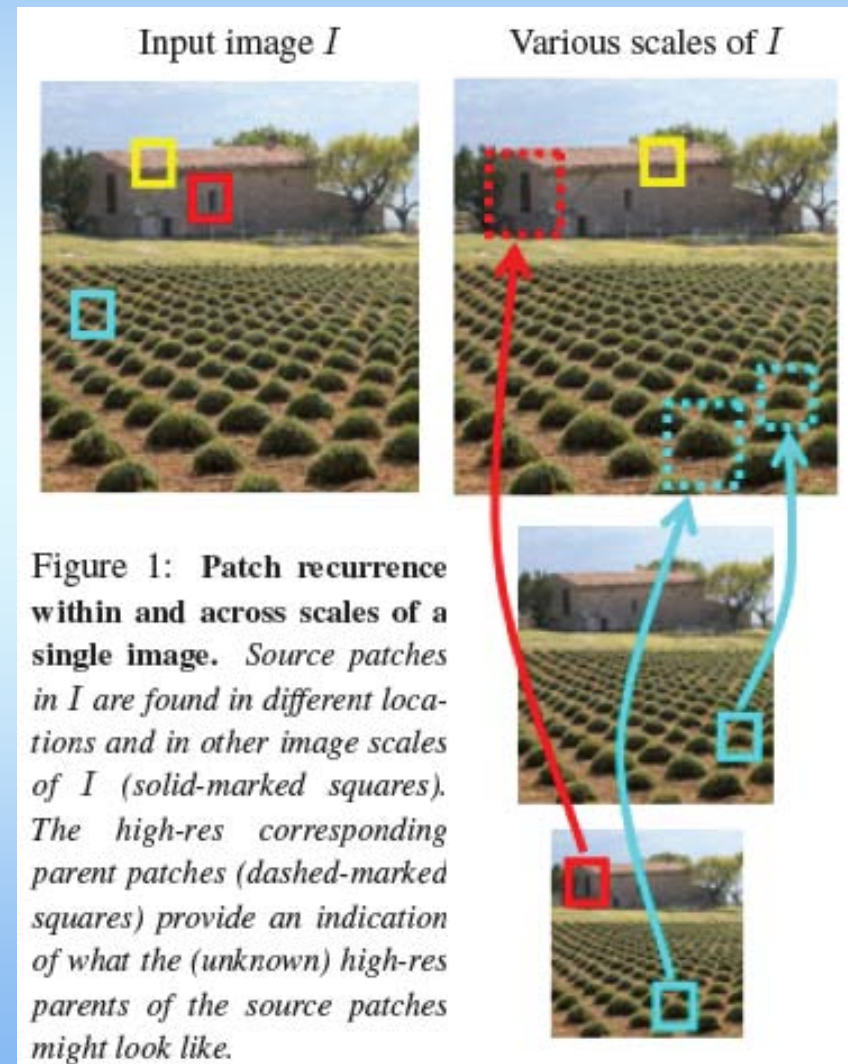 Input image I
Various scales of I
Figure 1: Patch recurrence
within and across scales of a
single image. Source patches
in I are found in different loca-
tions and in other image scales
of I (solid-marked squares).
The high-res corresponding
parent patches (dashed-marked
squares) provide an indication
of what the (unknown) high-res
parents of the source patches
might look like.